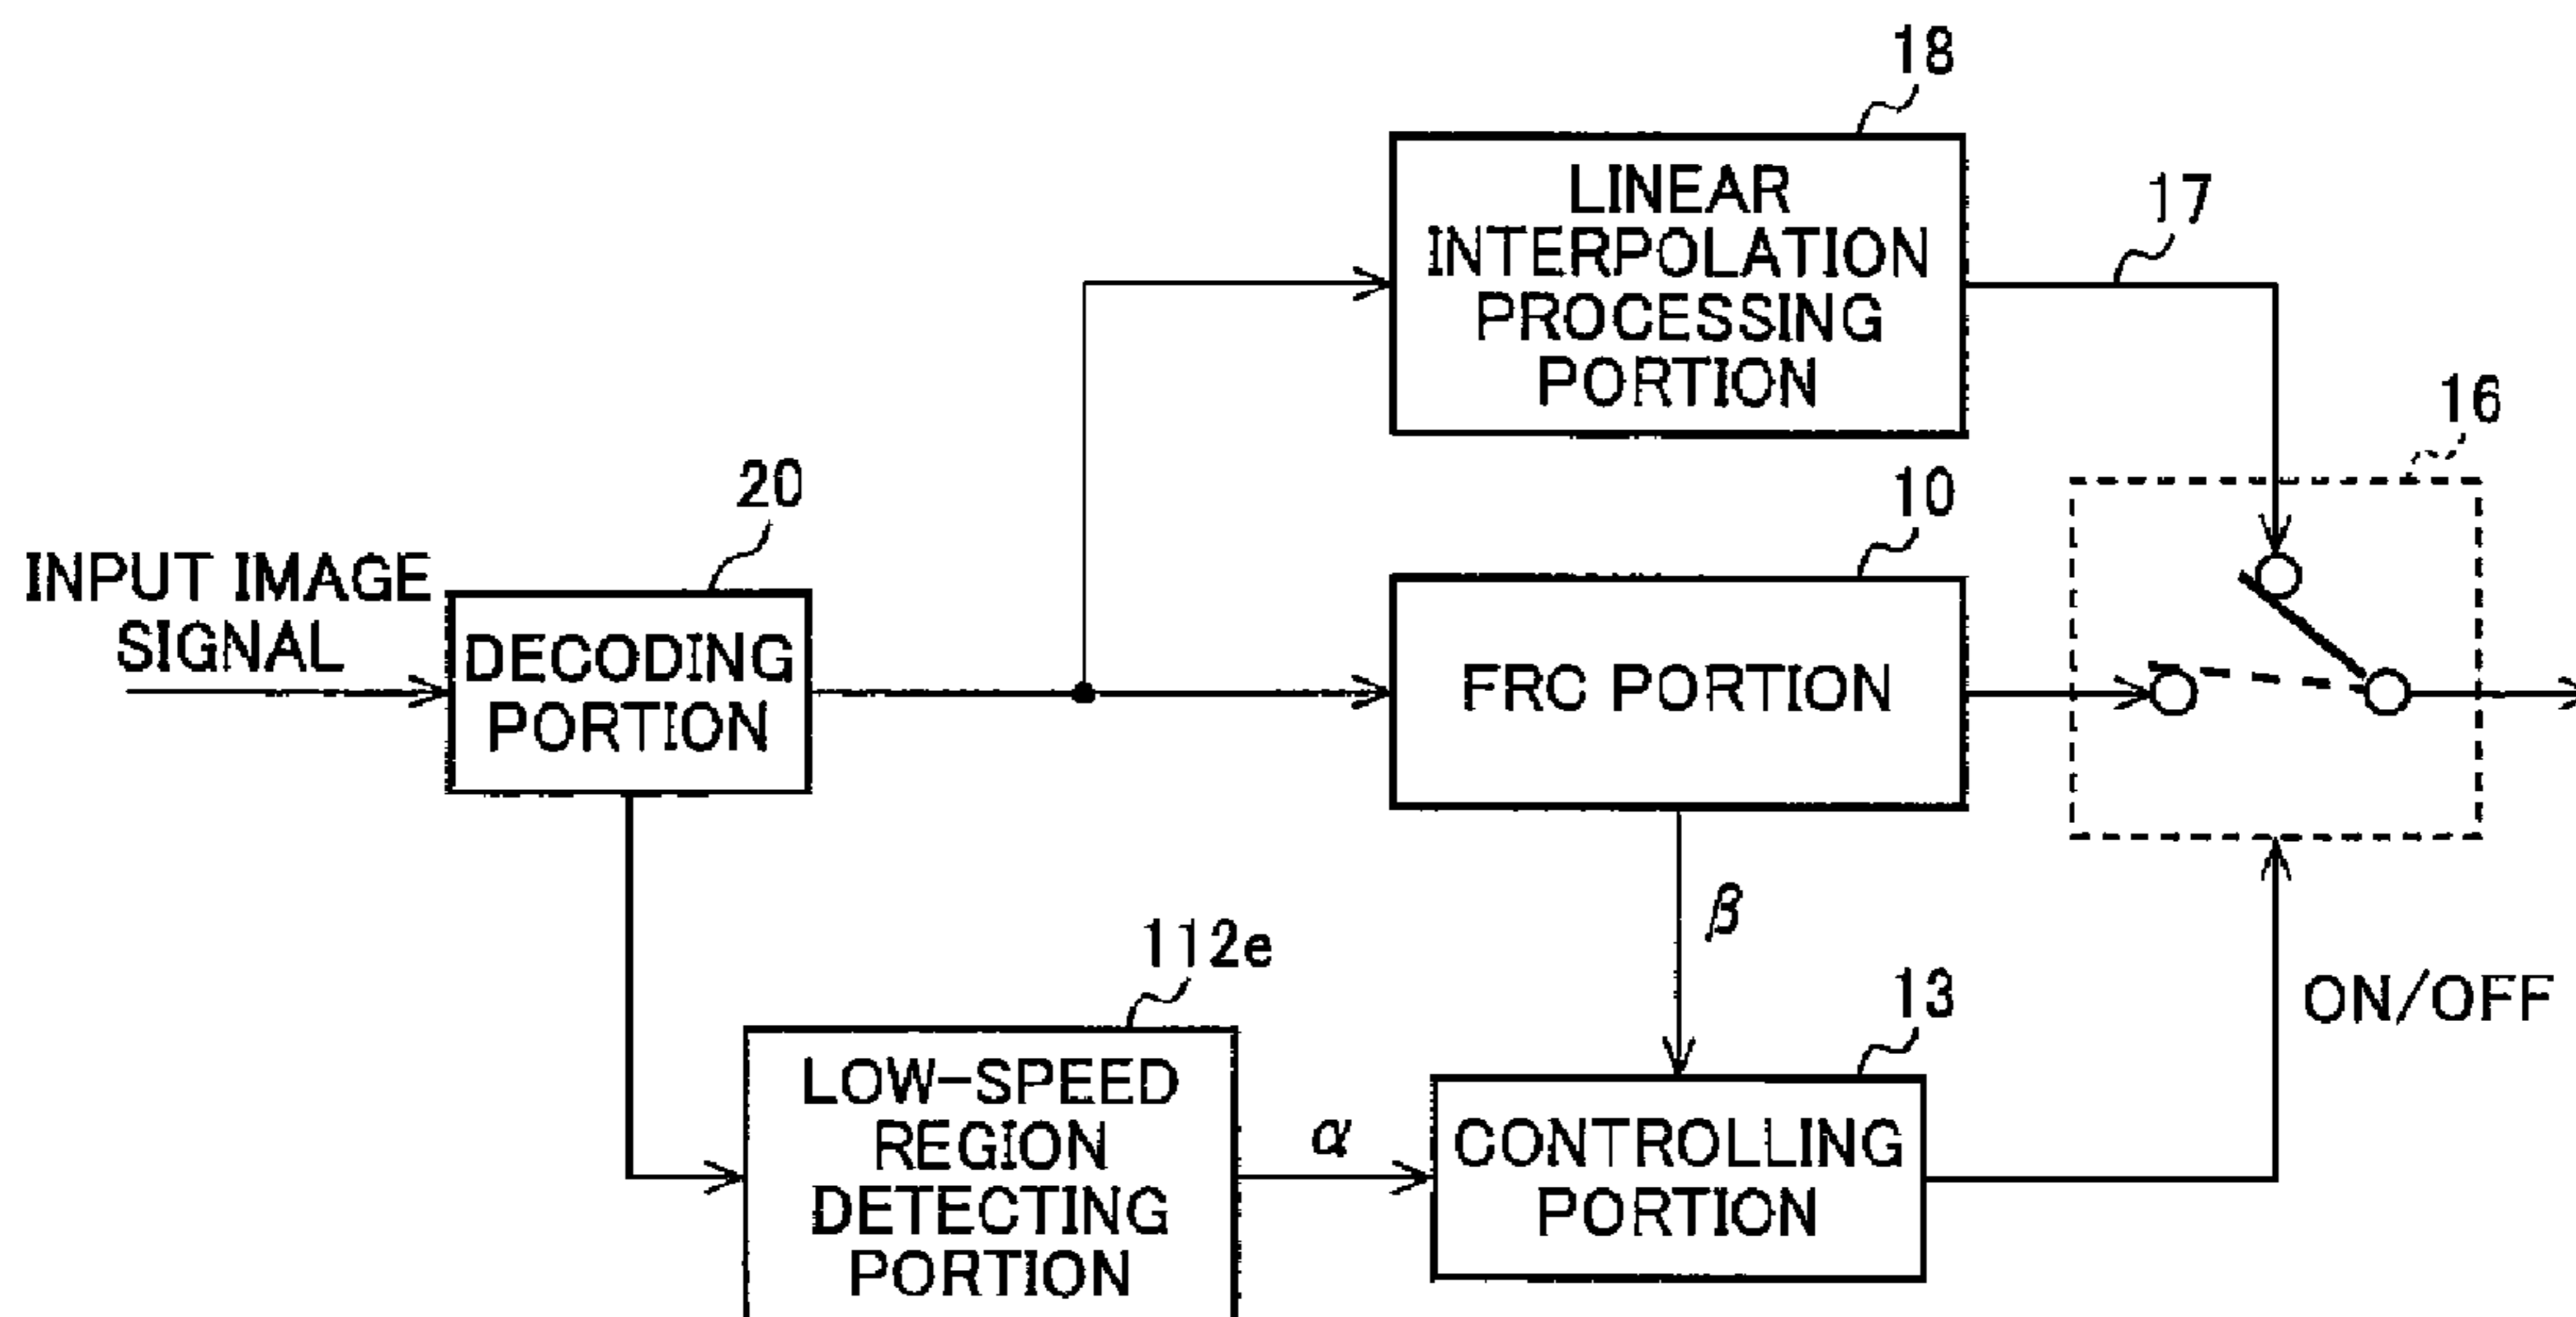 18
LINEAR
INTERPOLATION
PROCESSING
PORTION
17
16
20
10
INPUT IMAGE
SIGNAL
DECODING
PORTION
FRC PORTION
β
112e
13
ON/OFF
LOW-SPEED
REGION
DETECTING
PORTION
α
CONTROLLING
PORTION